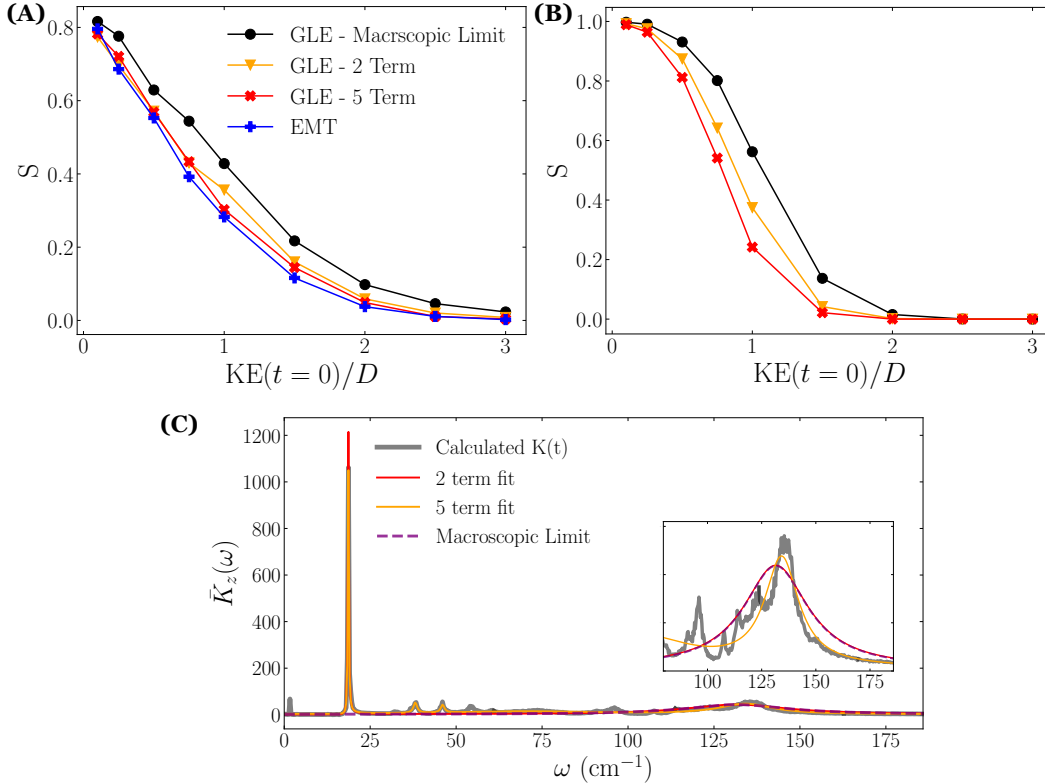 (A)
0.8
0.6
0.4
0.2
0.0
S
GLE - Macrscopic Limit
GLE - 2 Term
GLE - 5 Term
EMT
0
1
2
3
KE(t = 0)/D
(B)
1.0
0.8
0.6
0.4
0.2
0.0
S
0
1
2
3
KE(t = 0)/D
(C)
1200
1000
800
600
400
200
0
K̄z(ω)
Calculated K(t)
2 term fit
5 term fit
Macroscopic Limit
100
125
150
175
0
25
50
75
100
125
150
175
ω (cm⁻¹)